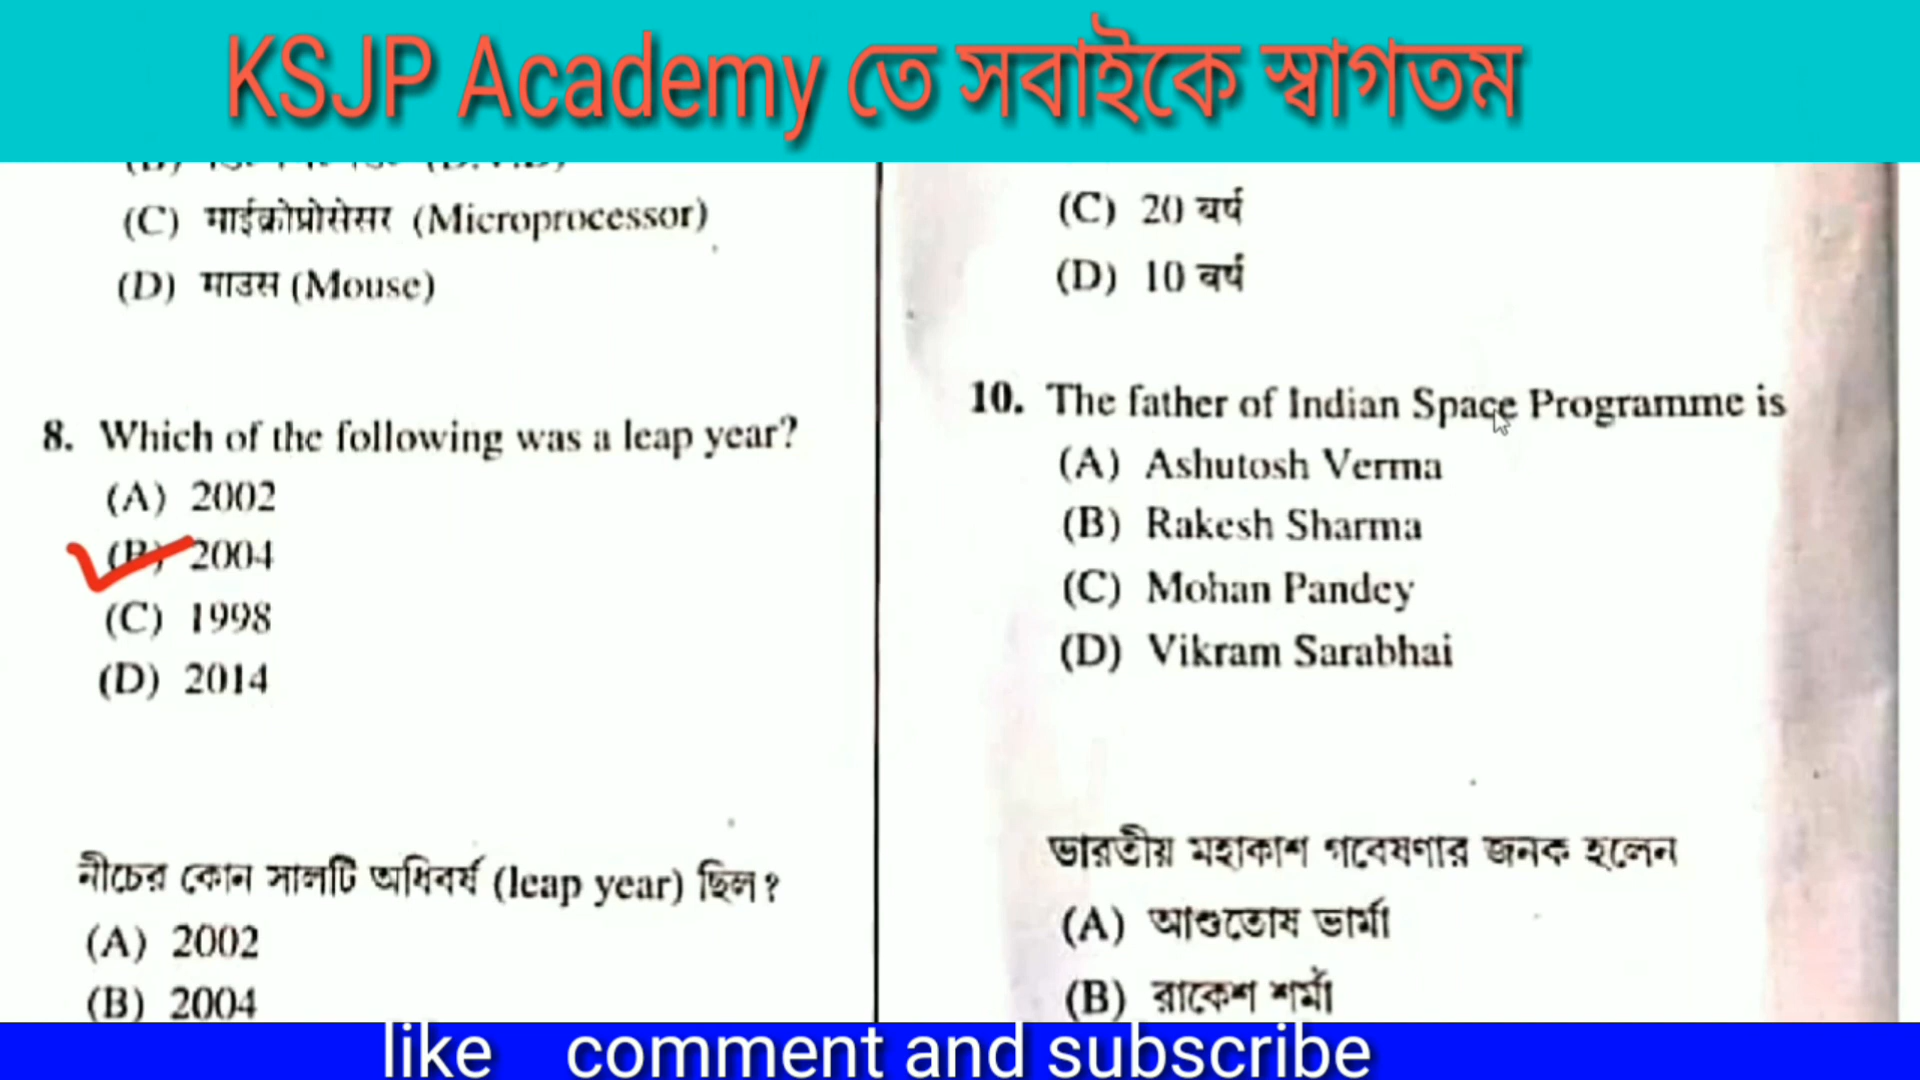 KSJP Academy তে সবাইকে স্বাগতম
(C) माईक्रोप्रोसेसर (Microprocessor)
(D) माउस (Mouse)
8. Which of the following was a leap year?
(A) 2002
(B) 2004
(C) 1998
(D) 2014
নীচের কোন সালটি অধিবর্ষ (leap year) ছিল ?
(A) 2002
(B) 2004
(C) 20 वर्ष
(D) 10 वर्ष
10. The father of Indian Space Programme is
(A) Ashutosh Verma
(B) Rakesh Sharma
(C) Mohan Pandey
(D) Vikram Sarabhai
ভারতীয় মহাকাশ গবেষণার জনক হলেন
(A) আশুতোষ ভার্মা
(B) রাকেশ শর্মা
like comment and subscribe